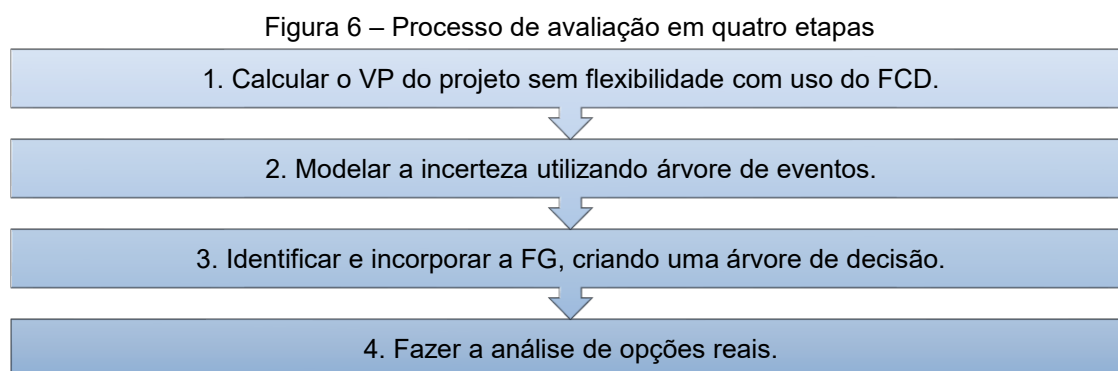 Figura 6 – Processo de avaliação em quatro etapas
1. Calcular o VP do projeto sem flexibilidade com uso do FCD.
2. Modelar a incerteza utilizando árvore de eventos.
3. Identificar e incorporar a FG, criando uma árvore de decisão.
4. Fazer a análise de opções reais.